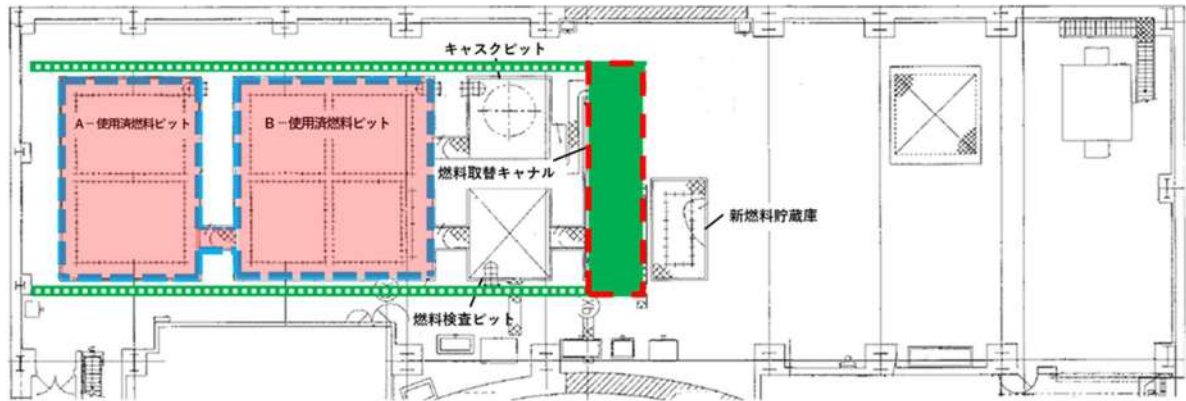 キャスクピット
A-使用済燃料ピット
B-使用済燃料ピット
燃料取替キャナル
新燃料貯蔵庫
燃料検査ピット